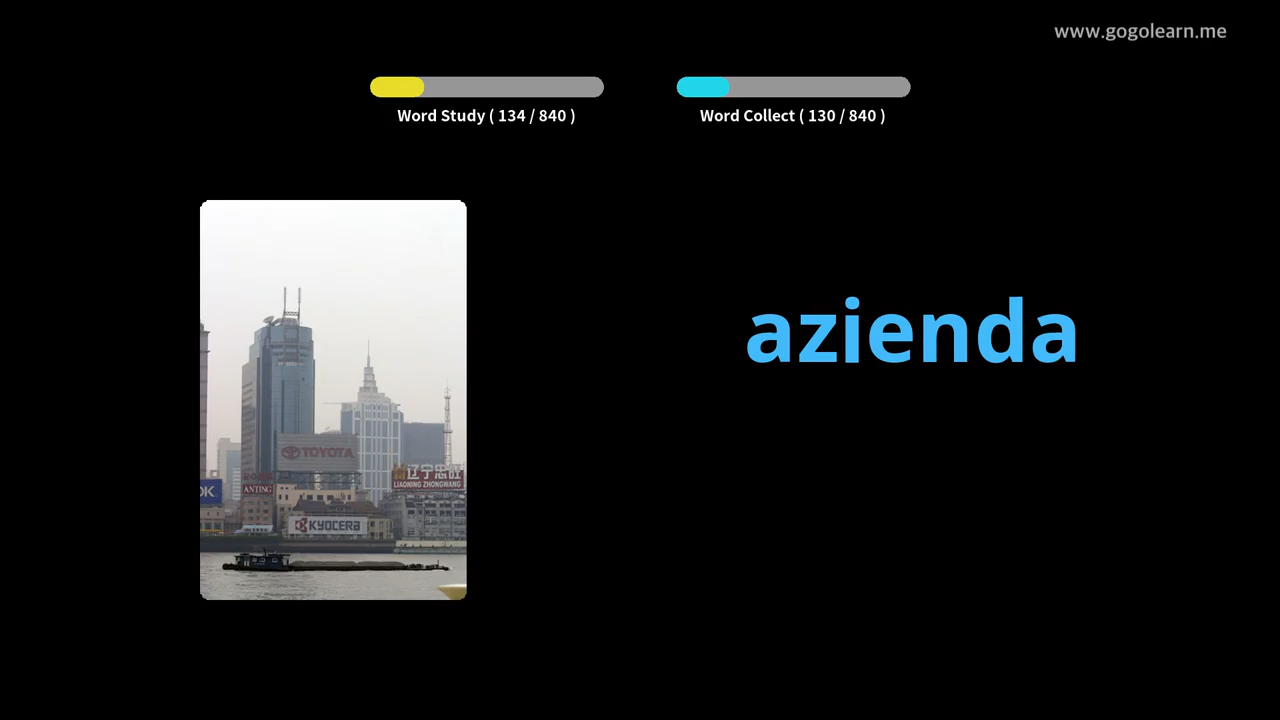 www.gogolearn.me
Word Study ( 134 / 840 )
Word Collect ( 130 / 840 )
azienda
TOYOTA
辽宁忠旺
LIAONING ZHONGWANG
OK
ANTING
KYOCERA